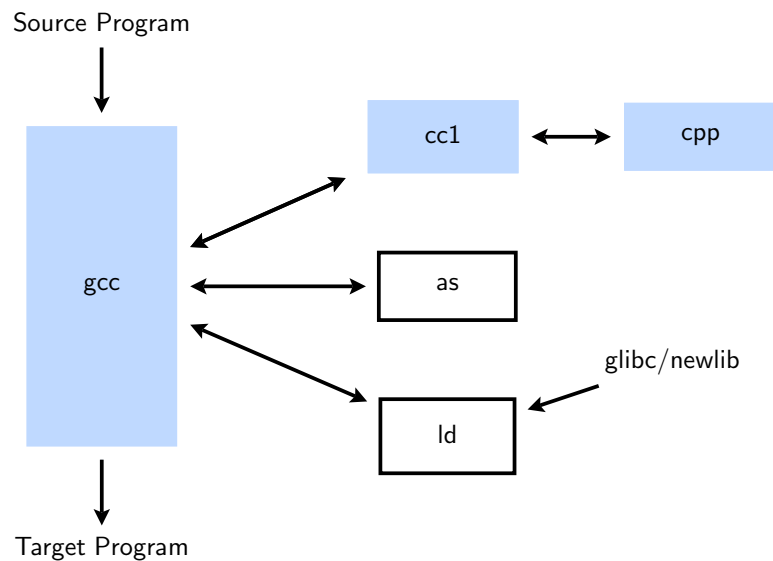 Source Program
cc1
cpp
gcc
as
glibc/newlib
ld
Target Program